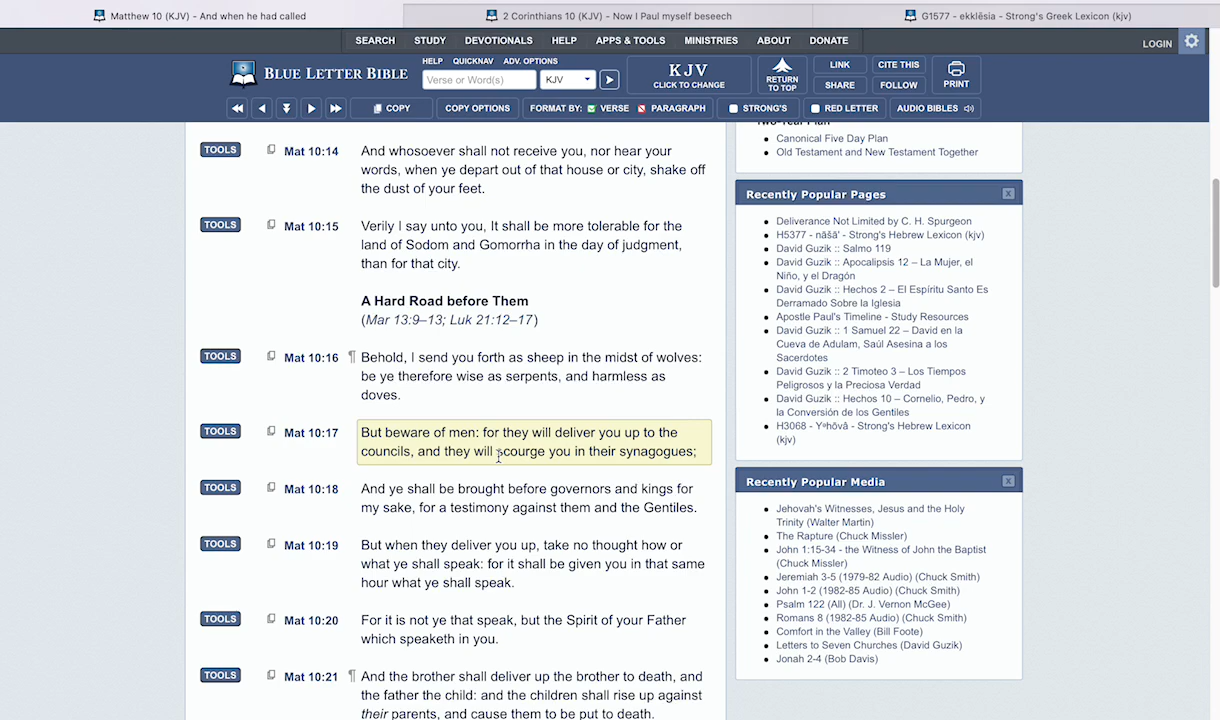 Matthew 10 (KJV) - And when he had called
2 Corinthians 10 (KJV) - Now I Paul myself beseech
G1577 - ekklēsia - Strong's Greek Lexicon (kjv)
SEARCH STUDY DEVOTIONALS HELP APPS & TOOLS MINISTRIES ABOUT DONATE
LOGIN
BLUE LETTER BIBLE
HELP QUICKNAV ADV. OPTIONS
Verse or Word(s)
KJV
KJV
CLICK TO CHANGE
RETURN
TO TOP
LINK
CITE THIS
SHARE
FOLLOW
PRINT
COPY
COPY OPTIONS
FORMAT BY: VERSE PARAGRAPH
STRONG'S
RED LETTER
AUDIO BIBLES
TOOLS Mat 10:14 And whosoever shall not receive you, nor hear your
words, when ye depart out of that house or city, shake off
the dust of your feet.
TOOLS Mat 10:15 Verily I say unto you, It shall be more tolerable for the
land of Sodom and Gomorrha in the day of judgment,
than for that city.
A Hard Road before Them
(Mar 13:9–13; Luk 21:12–17)
TOOLS Mat 10:16 ¶ Behold, I send you forth as sheep in the midst of wolves:
be ye therefore wise as serpents, and harmless as
doves.
TOOLS Mat 10:17 But beware of men: for they will deliver you up to the
councils, and they will scourge you in their synagogues;
TOOLS Mat 10:18 And ye shall be brought before governors and kings for
my sake, for a testimony against them and the Gentiles.
TOOLS Mat 10:19 But when they deliver you up, take no thought how or
what ye shall speak: for it shall be given you in that same
hour what ye shall speak.
TOOLS Mat 10:20 For it is not ye that speak, but the Spirit of your Father
which speaketh in you.
TOOLS Mat 10:21 ¶ And the brother shall deliver up the brother to death, and
the father the child: and the children shall rise up against
their parents, and cause them to be put to death.
Two-Year Plan
Canonical Five Day Plan
Old Testament and New Testament Together
Recently Popular Pages x
Deliverance Not Limited by C. H. Spurgeon
H5377 - nāšā' - Strong's Hebrew Lexicon (kjv)
David Guzik :: Salmo 119
David Guzik :: Apocalipsis 12 – La Mujer, el
Niño, y el Dragón
David Guzik :: Hechos 2 – El Espíritu Santo Es
Derramado Sobre la Iglesia
Apostle Paul's Timeline - Study Resources
David Guzik :: 1 Samuel 22 – David en la
Cueva de Adulam, Saúl Asesina a los
Sacerdotes
David Guzik :: 2 Timoteo 3 – Los Tiempos
Peligrosos y la Preciosa Verdad
David Guzik :: Hechos 10 – Cornelio, Pedro, y
la Conversión de los Gentiles
H3068 - Yᵊhōvâ - Strong's Hebrew Lexicon
(kjv)
Recently Popular Media x
Jehovah's Witnesses, Jesus and the Holy
Trinity (Walter Martin)
The Rapture (Chuck Missler)
John 1:15-34 - the Witness of John the Baptist
(Chuck Missler)
Jeremiah 3-5 (1979-82 Audio) (Chuck Smith)
John 1-2 (1982-85 Audio) (Chuck Smith)
Psalm 122 (All) (Dr. J. Vernon McGee)
Romans 8 (1982-85 Audio) (Chuck Smith)
Comfort in the Valley (Bill Foote)
Letters to Seven Churches (David Guzik)
Jonah 2-4 (Bob Davis)